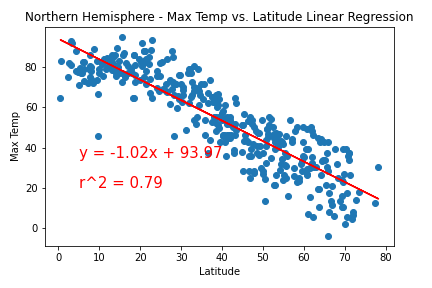 Northern Hemisphere - Max Temp vs. Latitude Linear Regression
Max Temp
80
60
40
20
0
y = -1.02x + 93.97
r^2 = 0.79
0 10 20 30 40 50 60 70 80
Latitude